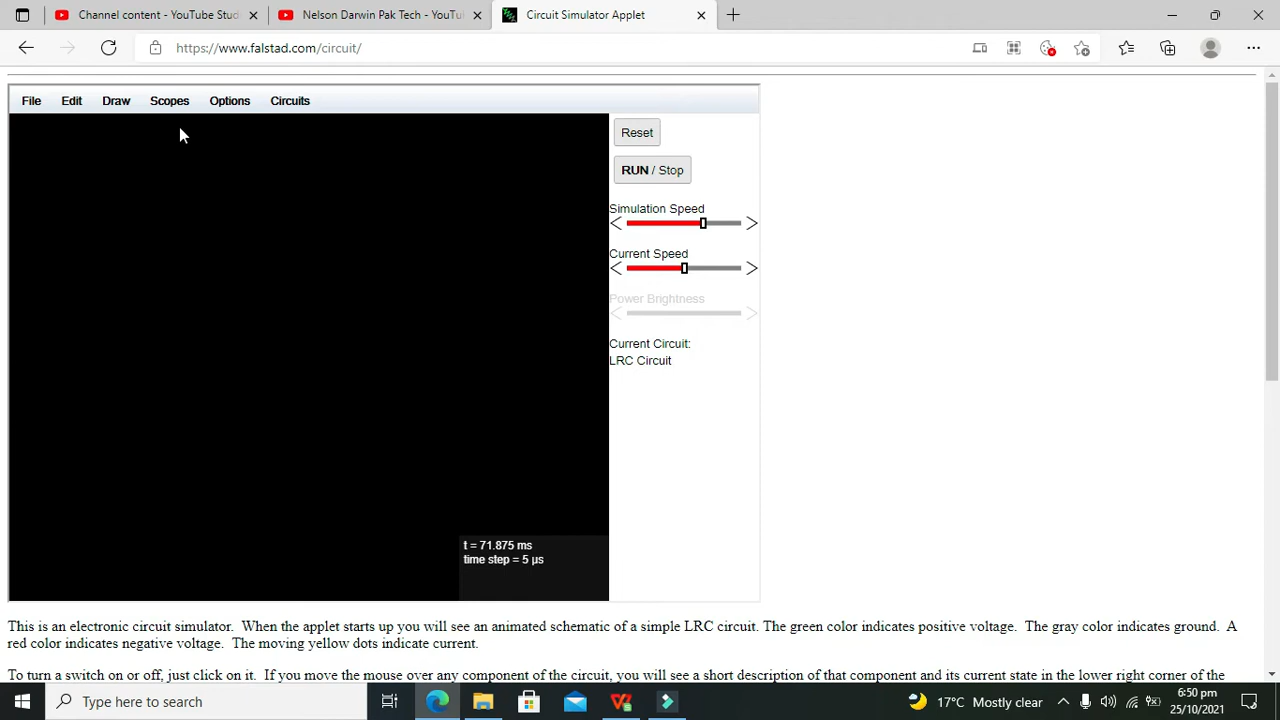 Channel content - YouTube Stud
Nelson Darwin Pak Tech - YouTu
Circuit Simulator Applet
https://www.falstad.com/circuit/
File Edit Draw Scopes Options Circuits
Reset
RUN / Stop
Simulation Speed
Current Speed
Power Brightness
Current Circuit:
LRC Circuit
t = 71.875 ms
time step = 5 µs
This is an electronic circuit simulator. When the applet starts up you will see an animated schematic of a simple LRC circuit. The green color indicates positive voltage. The gray color indicates ground. A
red color indicates negative voltage. The moving yellow dots indicate current.
To turn a switch on or off, just click on it. If you move the mouse over any component of the circuit, you will see a short description of that component and its current state in the lower right corner of the
Type here to search
17°C Mostly clear
6:50 pm
25/10/2021